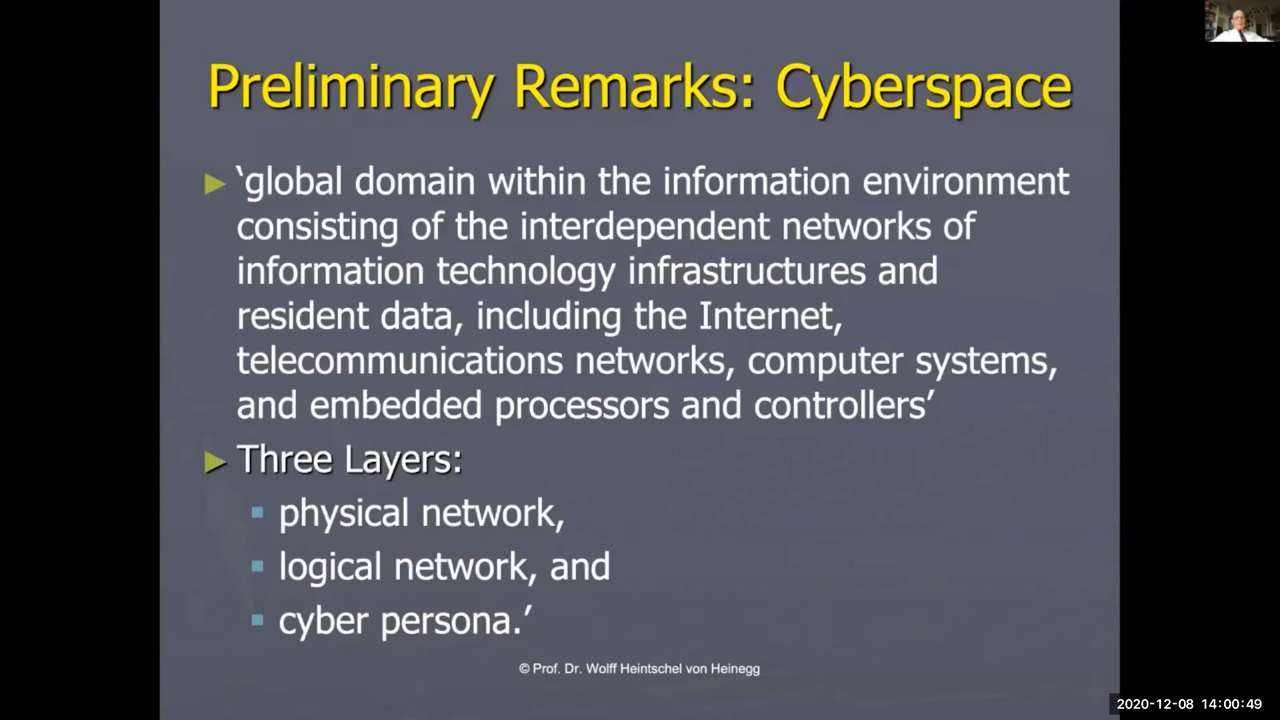 Preliminary Remarks: Cyberspace
► ‘global domain within the information environment
consisting of the interdependent networks of
information technology infrastructures and
resident data, including the Internet,
telecommunications networks, computer systems,
and embedded processors and controllers’
► Three Layers:
▪ physical network,
▪ logical network, and
▪ cyber persona.’
© Prof. Dr. Wolff Heintschel von Heinegg
2020-12-08 14:00:49